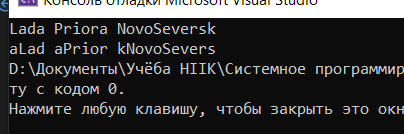 Консоль отладки Microsoft Visual Studio
Lada Priora NovoSeversk
aLad aPrior kNovoSevers
D:\Документы\Учёба НІИК\Системное программир
ту с кодом 0.
Нажмите любую клавишу, чтобы закрыть это окн